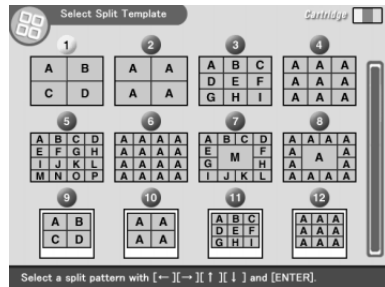 Select Split Template
Cartridge
1 2 3 4
A B A A A B C A A A
C D A A D E F A A A
G H I A A A
5 6 7 8
A B C D A A A A A B C D A A A A
E F G H A A A A E M F A A A
I J K L A A A A G H A A
M N O P A A A A I J K L A A A A
9 10 11 12
A B A A A B C A A A
C D A A D E F A A A
G H I A A A
Select a split pattern with [←][→][↑][↓] and [ENTER].